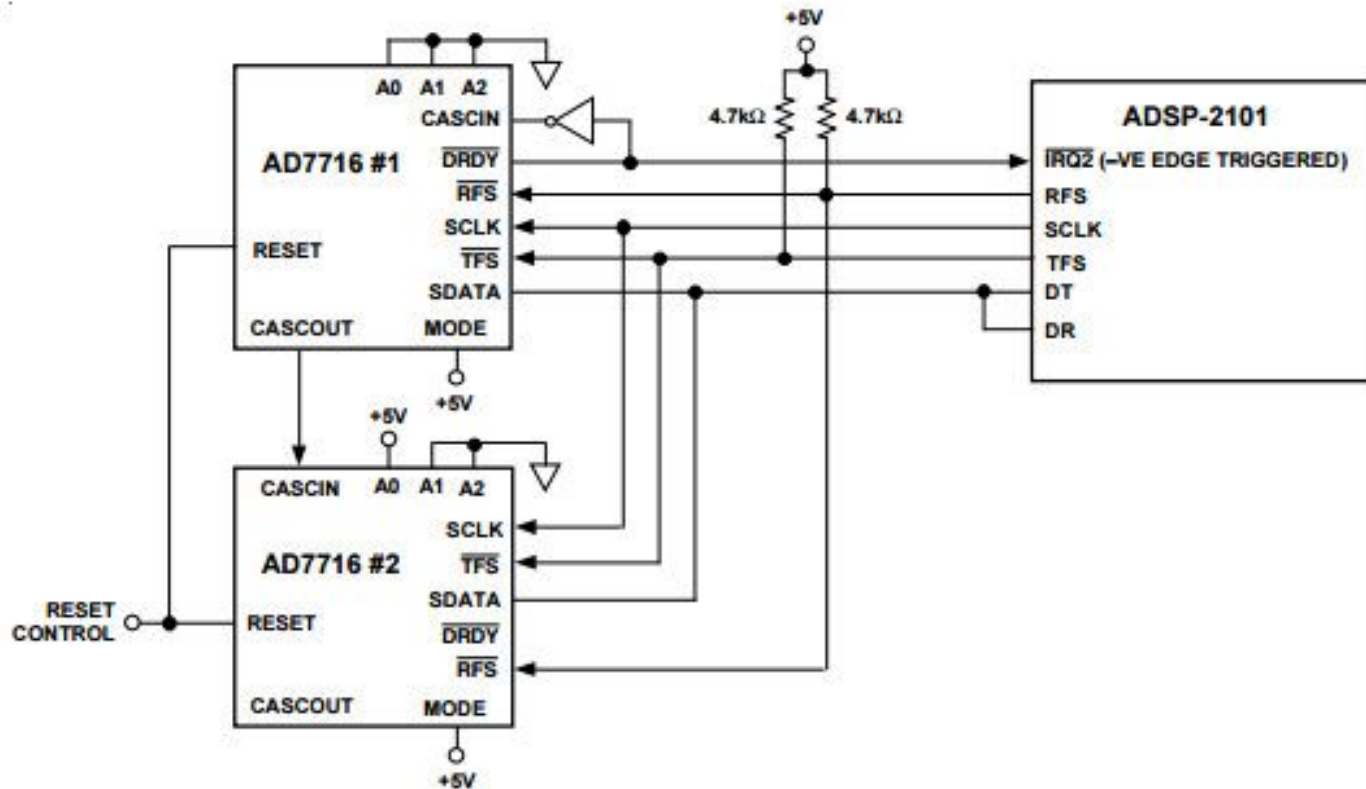 +5V
A0 A1 A2
CASCIN
4.7kΩ 4.7kΩ
ADSP-2101
AD7716 #1
DRDY
IRQ2 (–VE EDGE TRIGGERED)
RFS
RFS
SCLK
SCLK
RESET
TFS
TFS
SDATA
DT
CASCOUT MODE
DR
+5V
+5V
CASCIN A0 A1 A2
SCLK
AD7716 #2
TFS
SDATA
RESET CONTROL
RESET
DRDY
RFS
CASCOUT MODE
+5V